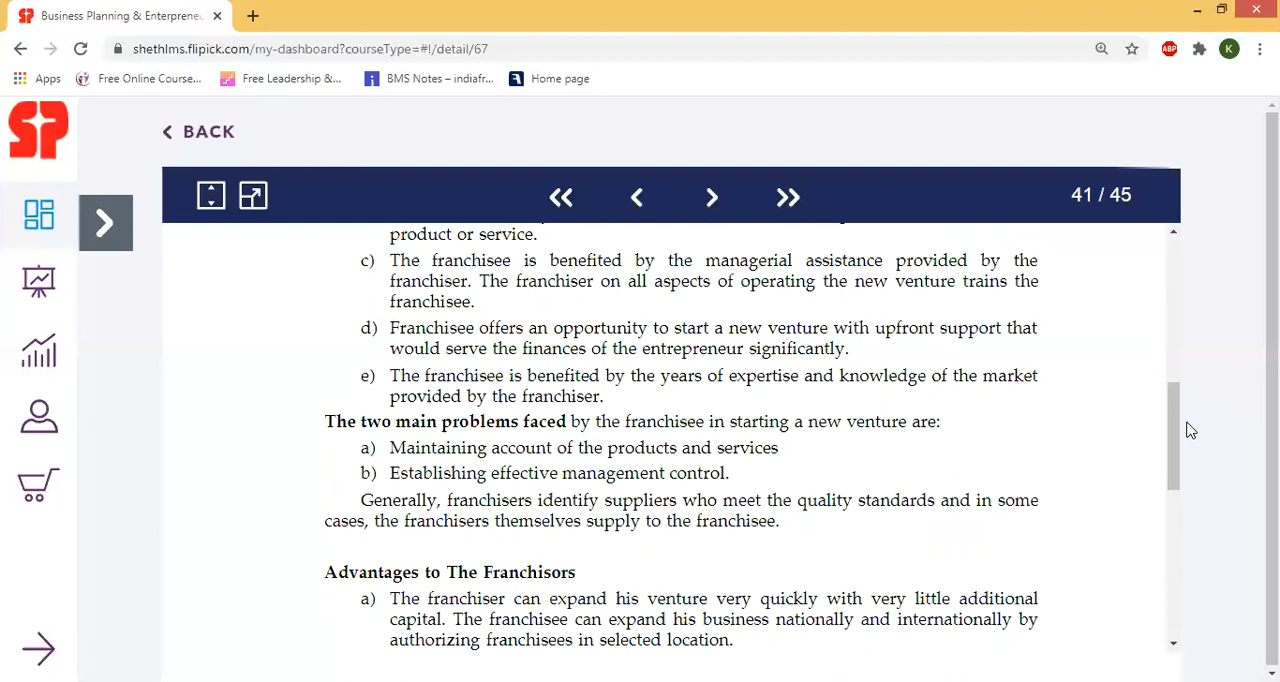 SP
Business Planning & Enterpreneu
shethlms.flipick.com/my-dashboard?courseType=#!/detail/67
ABP
K
Apps
Free Online Course...
Free Leadership &...
BMS Notes – indiafr...
Home page
SP
BACK
41 / 45
product or service.
c) The franchisee is benefited by the managerial assistance provided by the
franchiser. The franchiser on all aspects of operating the new venture trains the
franchisee.
d) Franchisee offers an opportunity to start a new venture with upfront support that
would serve the finances of the entrepreneur significantly.
e) The franchisee is benefited by the years of expertise and knowledge of the market
provided by the franchiser.
The two main problems faced by the franchisee in starting a new venture are:
a) Maintaining account of the products and services
b) Establishing effective management control.
Generally, franchisers identify suppliers who meet the quality standards and in some
cases, the franchisers themselves supply to the franchisee.
Advantages to The Franchisors
a) The franchiser can expand his venture very quickly with very little additional
capital. The franchisee can expand his business nationally and internationally by
authorizing franchisees in selected location.